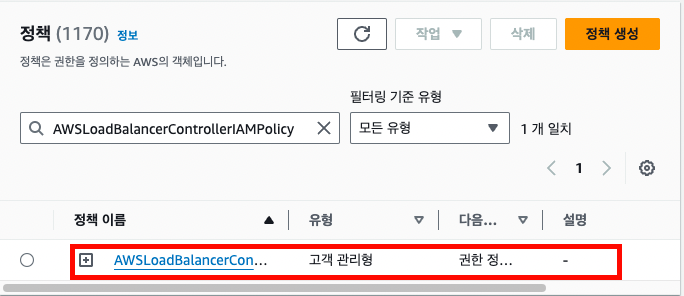 정책 (1170) 정보
작업 삭제 정책 생성
정책은 권한을 정의하는 AWS의 객체입니다.
필터링 기준 유형
AWSLoadBalancerControllerIAMPolicy 모든 유형 1 개 일치
1
정책 이름 유형 다음... 설명
AWSLoadBalancerCon... 고객 관리형 권한 정... -